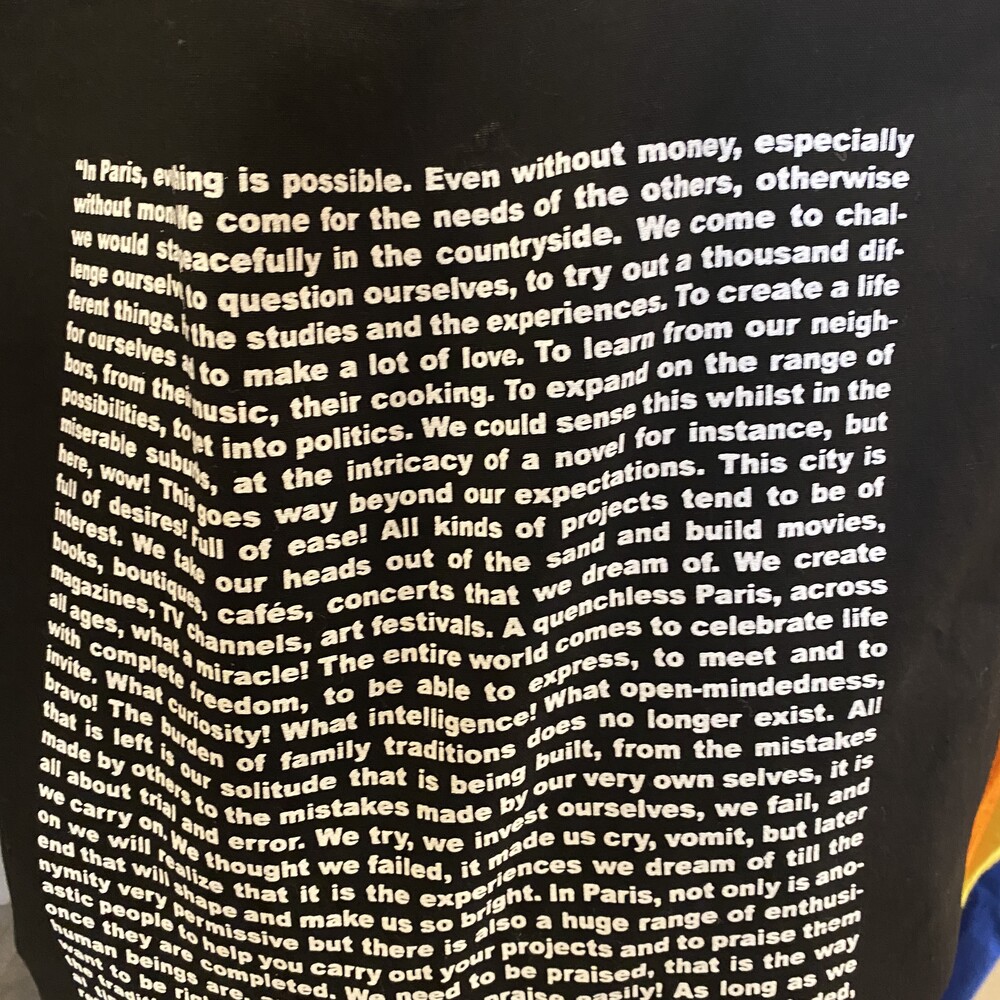 “In Paris, is possible. Even without money, especially
without We come for the needs of the others, otherwise
we would peacefully in the countryside. We come to chal-
lenge to question ourselves, to try out a thousand dif-
ferent things. the studies and the experiences. To create a life
for ourselves to make a lot of love. To learn from our neigh-
bors, from their music, their cooking. To expand on the range of
possibilities, to get into politics. We could sense this whilst in the
miserable suburbs, at the intricacy of a novel for instance, but
here, wow! This goes way beyond our expectations. This city is
full of desires! Full of ease! All kinds of projects tend to be of
interest. We take our heads out of the sand and build movies,
books, boutiques, cafés, concerts that we dream of. We create
magazines, TV channels, art festivals. A quenchless Paris, across
all ages, what a miracle! The entire world comes to celebrate life
with complete freedom, to be able to express, to meet and to
invite. What curiosity! What intelligence! What open-mindedness,
bravo! The burden of family traditions does no longer exist. All
that is left is our solitude that is being built, from the mistakes
made by others to the mistakes made by our very own selves, it is
all about trial and error. We try, we invest ourselves, we fail, and
we carry on. We thought we failed, it made us cry, vomit, but later
on we will realize that it is the experiences we dream of till the
end that will shape and make us so bright. In Paris, not only is ano-
nymity very permissive but there is also a huge range of enthusi-
astic people to help you carry out your projects and to praise them
once they are completed. We need to be praised, that is the way
human beings are, praise easily! As long as we
want to be
the